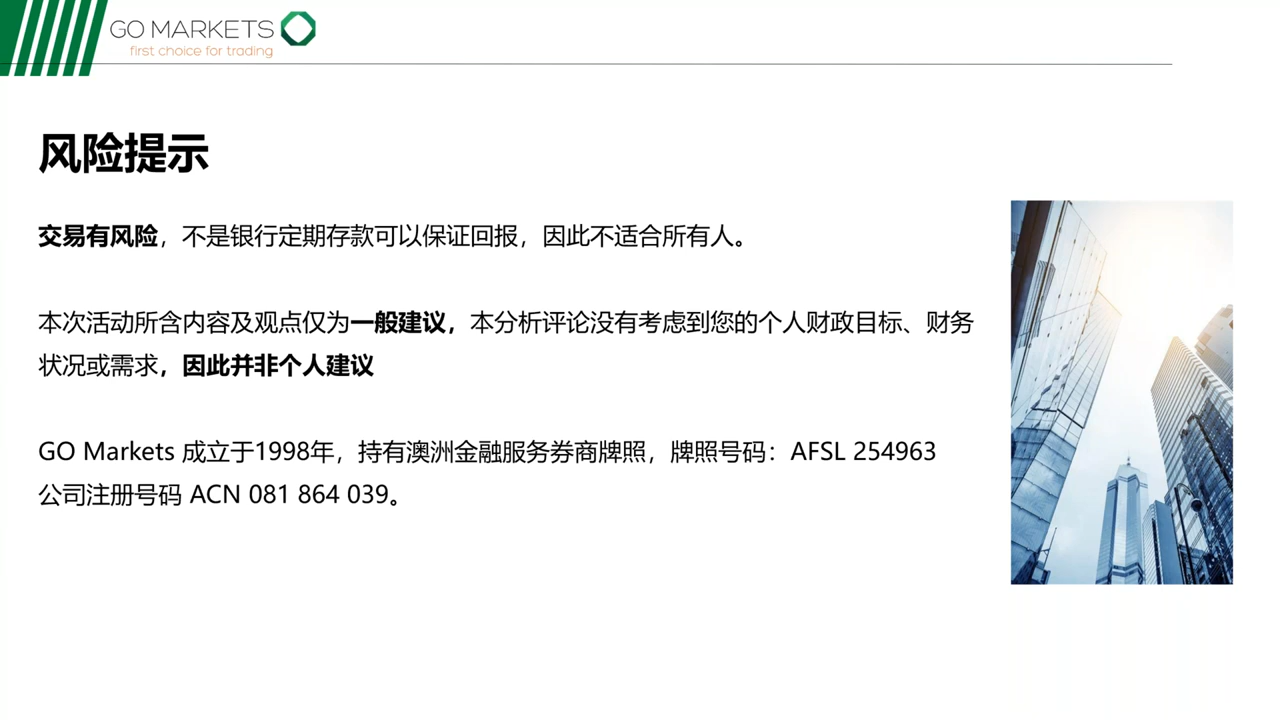 GO MARKETS
first choice for trading
风险提示
交易有风险，不是银行定期存款可以保证回报，因此不适合所有人。
本次活动所含内容及观点仅为一般建议，本分析评论没有考虑到您的个人财政目标、财务
状况或需求，因此并非个人建议
GO Markets 成立于1998年，持有澳洲金融服务券商牌照，牌照号码：AFSL 254963
公司注册号码 ACN 081 864 039。